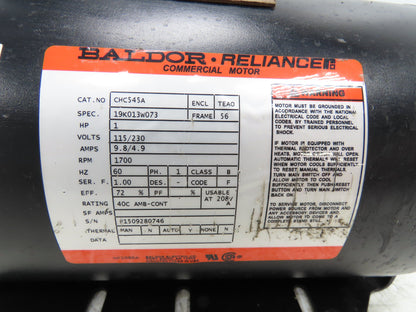 BALDOR · RELIANCE
COMMERCIAL MOTOR
CAT.NO CHC545A ENCL TEAO
SPEC. 19K013W073 FRAME 56
HP 1
VOLTS 115/230
AMPS 9.8/4.9
RPM 1700
HZ 60 PH. 1 CLASS B
SER. F. 1.00 DES. - CODE F
EFF. 72 % PF. % USABLE AT 208V
RATING 40C AMB-CONT A
SF AMPS
S/N F1509280746
THERMAL MAN N AUTO Y NONE N
DATA
WARNING
MOTOR MUST BE GROUNDED IN
ACCORDANCE WITH THE NATIONAL
ELECTRICAL CODE AND LOCAL
CODES, BY TRAINED PERSONNEL,
TO PREVENT SERIOUS ELECTRICAL
SHOCK.
IF MOTOR IS EQUIPPED WITH
THERMAL PROTECTOR AND OVER
HEATS, MOTOR WILL OPEN.
AUTOMATIC THERMALS WILL RESET
WHEN MOTOR COOLS SUFFICIENTLY.
TO RESET MANUAL THERMALS,
TURN MAIN SWITCH OFF AND
ALLOW MOTOR TO COOL
SUFFICIENTLY, THEN PUSH RESET
BUTTON AND TURN MAIN SWITCH
ON.
TO SERVICE MOTOR, DISCONNECT
POWER SOURCE FROM MOTOR AND
ANY ACCESSORY DEVICES AND
ALLOW MOTOR TO COME TO A